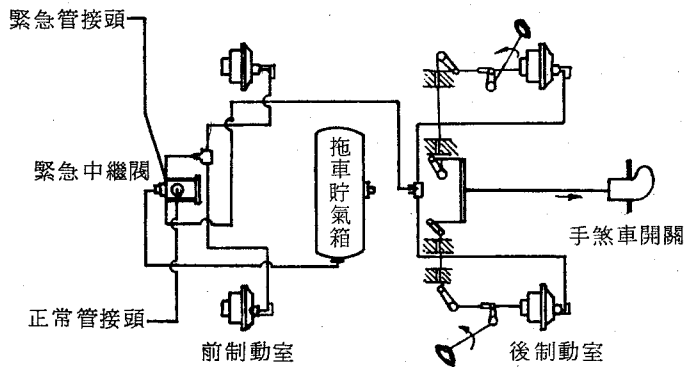 緊急管接頭
緊急中繼閥
正常管接頭
前制動室
拖車貯氣箱
手煞車開關
後制動室